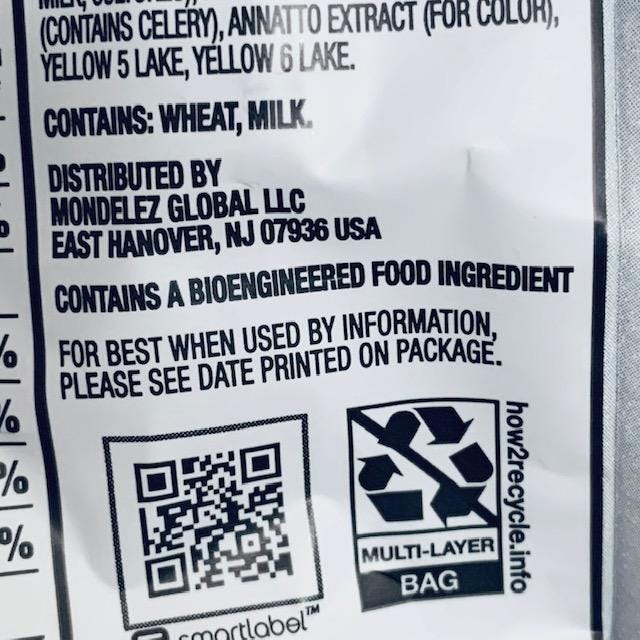 MILK,
(CONTAINS CELERY), ANNATTO EXTRACT (FOR COLOR),
YELLOW 5 LAKE, YELLOW 6 LAKE.
CONTAINS: WHEAT, MILK.
DISTRIBUTED BY
MONDELEZ GLOBAL LLC
EAST HANOVER, NJ 07936 USA
CONTAINS A BIOENGINEERED FOOD INGREDIENT
FOR BEST WHEN USED BY INFORMATION,
PLEASE SEE DATE PRINTED ON PACKAGE.
%
%
%
%
how2recycle.info
MULTI-LAYER
BAG
smartlabel™